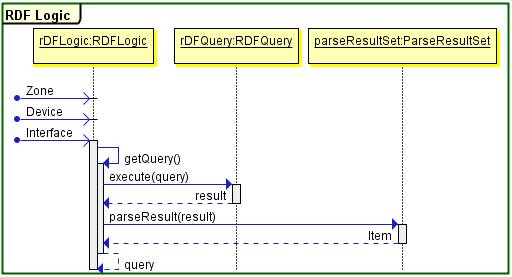 RDF Logic
rDFLogic:RDFLogic
rDFQuery:RDFQuery
parseResultSet:ParseResultSet
Zone
Device
Interface
getQuery()
execute(query)
result
parseResult(result)
Item
query